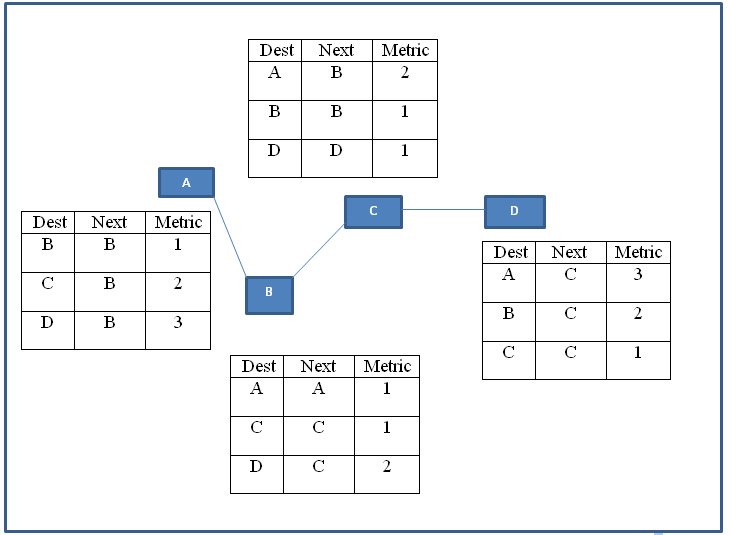 Dest Next Metric
A B 2
B B 1
D D 1
A
C
D
Dest Next Metric
B B 1
C B 2
D B 3
B
Dest Next Metric
A C 3
B C 2
C C 1
Dest Next Metric
A A 1
C C 1
D C 2